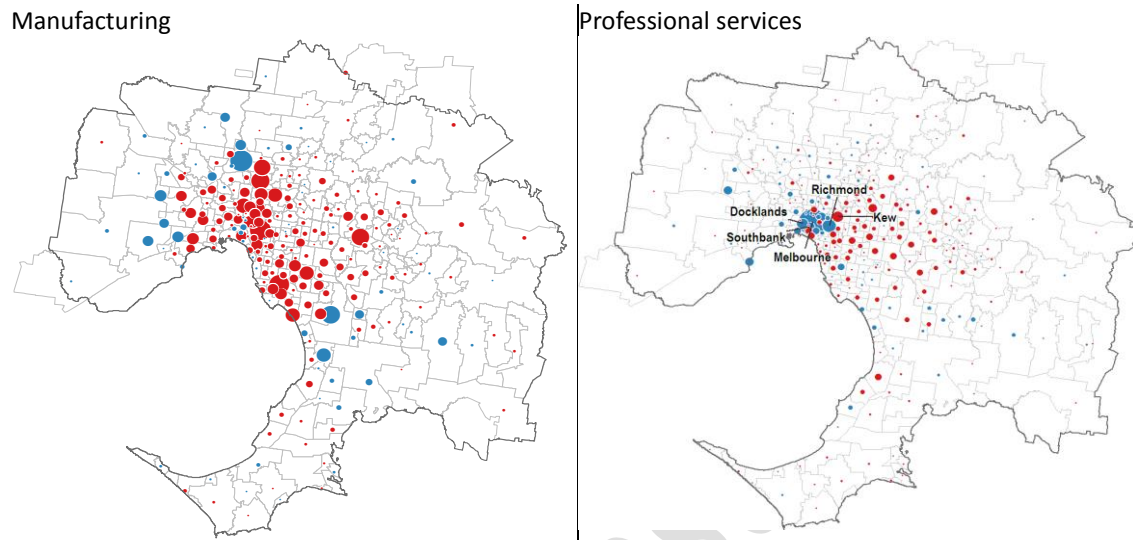 Manufacturing
Professional services
Richmond
Docklands
Kew
Southbank
Melbourne